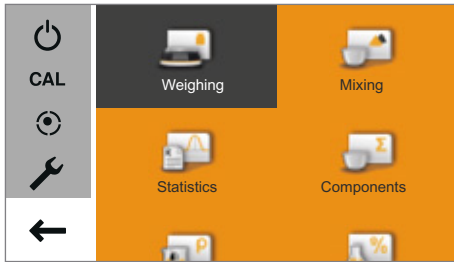 CAL
Weighing
Mixing
Σ
Statistics
Components
ρ
%